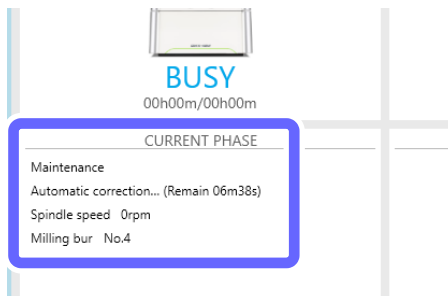 BUSY
00h00m/00h00m
CURRENT PHASE
Maintenance
Automatic correction... (Remain 06m38s)
Spindle speed 0rpm
Milling bur No.4